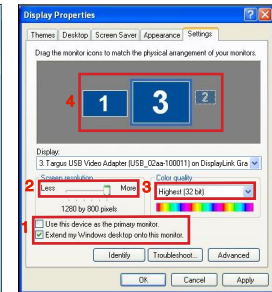 Display Properties
Themes Desktop Screen Saver Appearance Settings
Drag the monitor icons to match the physical arrangement of your monitors.
4 1 3 2
Display:
3. Targus USB Video Adapter (USB_02aa-100011) on DisplayLink Gra
Screen resolution
2 Less More
1280 by 800 pixels
Color quality
3 Highest (32 bit)
1 Use this device as the primary monitor.
Extend my Windows desktop onto this monitor.
Identify Troubleshoot... Advanced
OK Cancel Apply